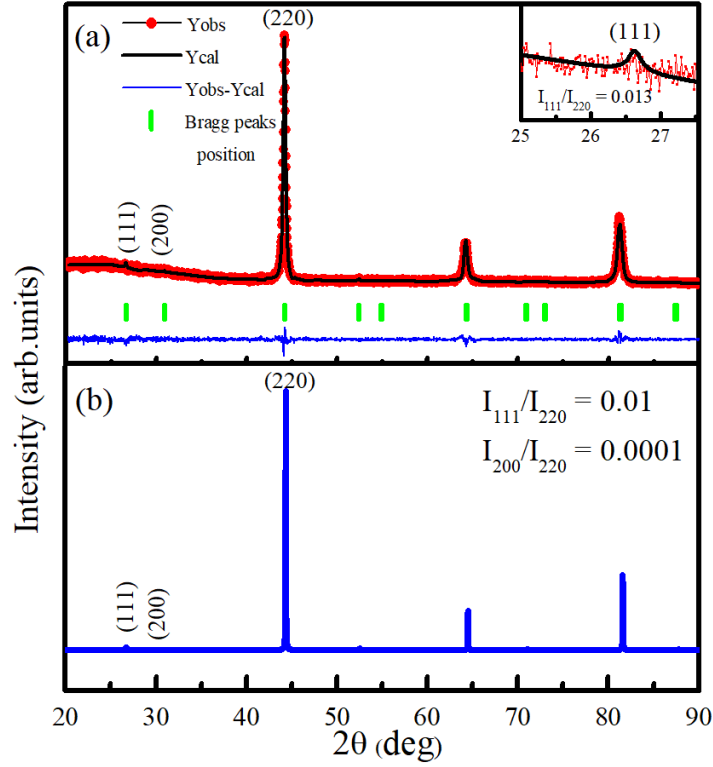 (a)
Yobs
Ycal
Yobs-Ycal
Bragg peaks
position
(220)
(111)
(200)
(111)
I₁₁₁/I₂₂₀ = 0.013
25 26 27
Intensity (arb.units)
(b)
(220)
I₁₁₁/I₂₂₀ = 0.01
I₂₀₀/I₂₂₀ = 0.0001
(111)
(200)
20 30 40 50 60 70 80 90
2θ (deg)